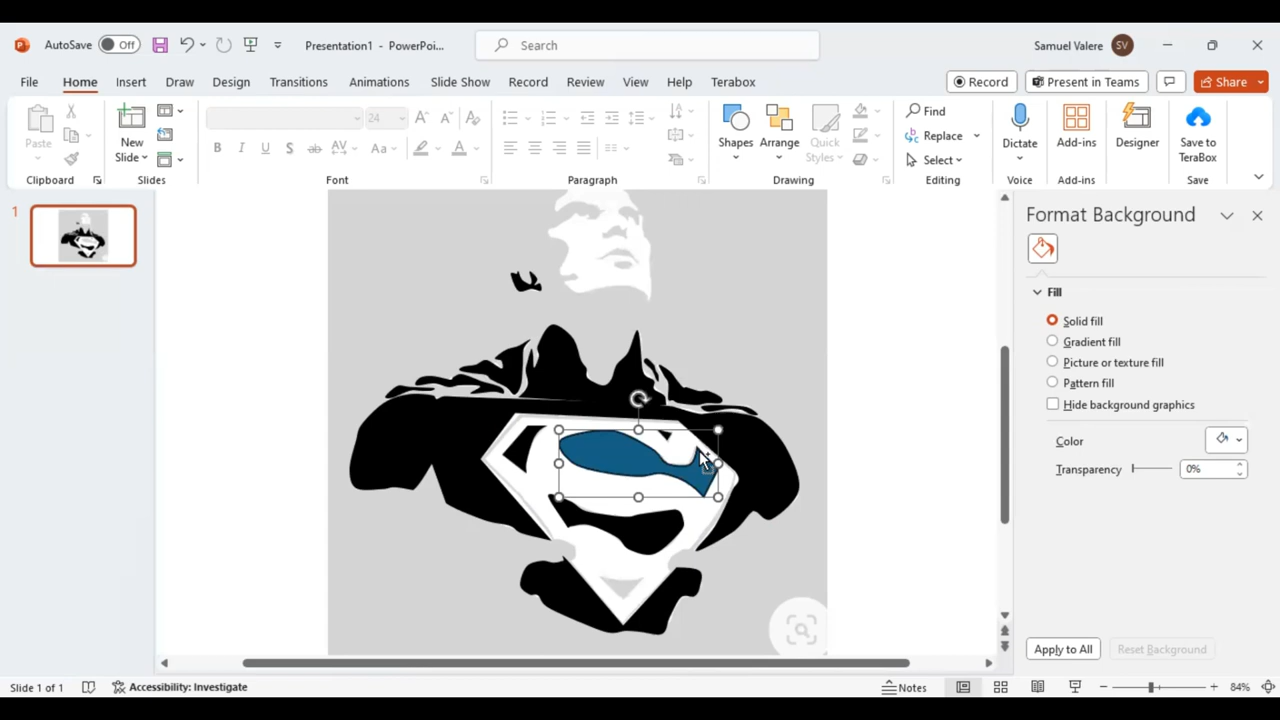 AutoSave Off Presentation1 - PowerPoi... Search Samuel Valere SV
File Home Insert Draw Design Transitions Animations Slide Show Record Review View Help Terabox Record Present in Teams Share
Paste New Slide 24 B I U S ab AV Aa A Shapes Arrange Quick Styles Find Replace Select Dictate Add-ins Designer Save to TeraBox
Clipboard Slides Font Paragraph Drawing Editing Voice Add-ins Save
1
Format Background
Fill
Solid fill
Gradient fill
Picture or texture fill
Pattern fill
Hide background graphics
Color
Transparency 0%
Apply to All Reset Background
Slide 1 of 1 Accessibility: Investigate Notes 84%